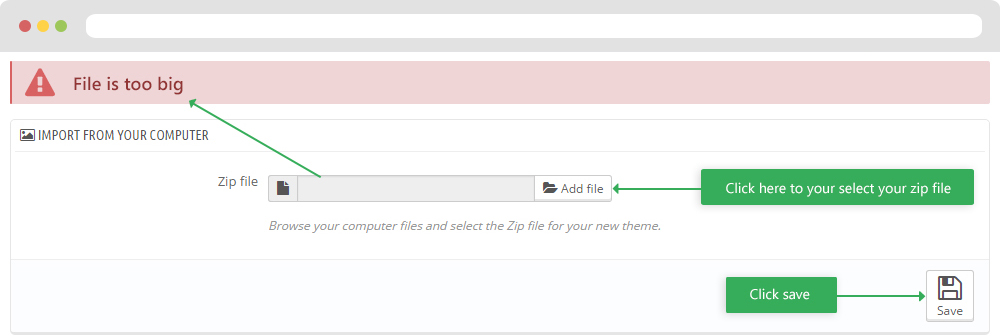 File is too big
IMPORT FROM YOUR COMPUTER
Zip file
Add file
Click here to your select your zip file
Browse your computer files and select the Zip file for your new theme.
Click save
Save